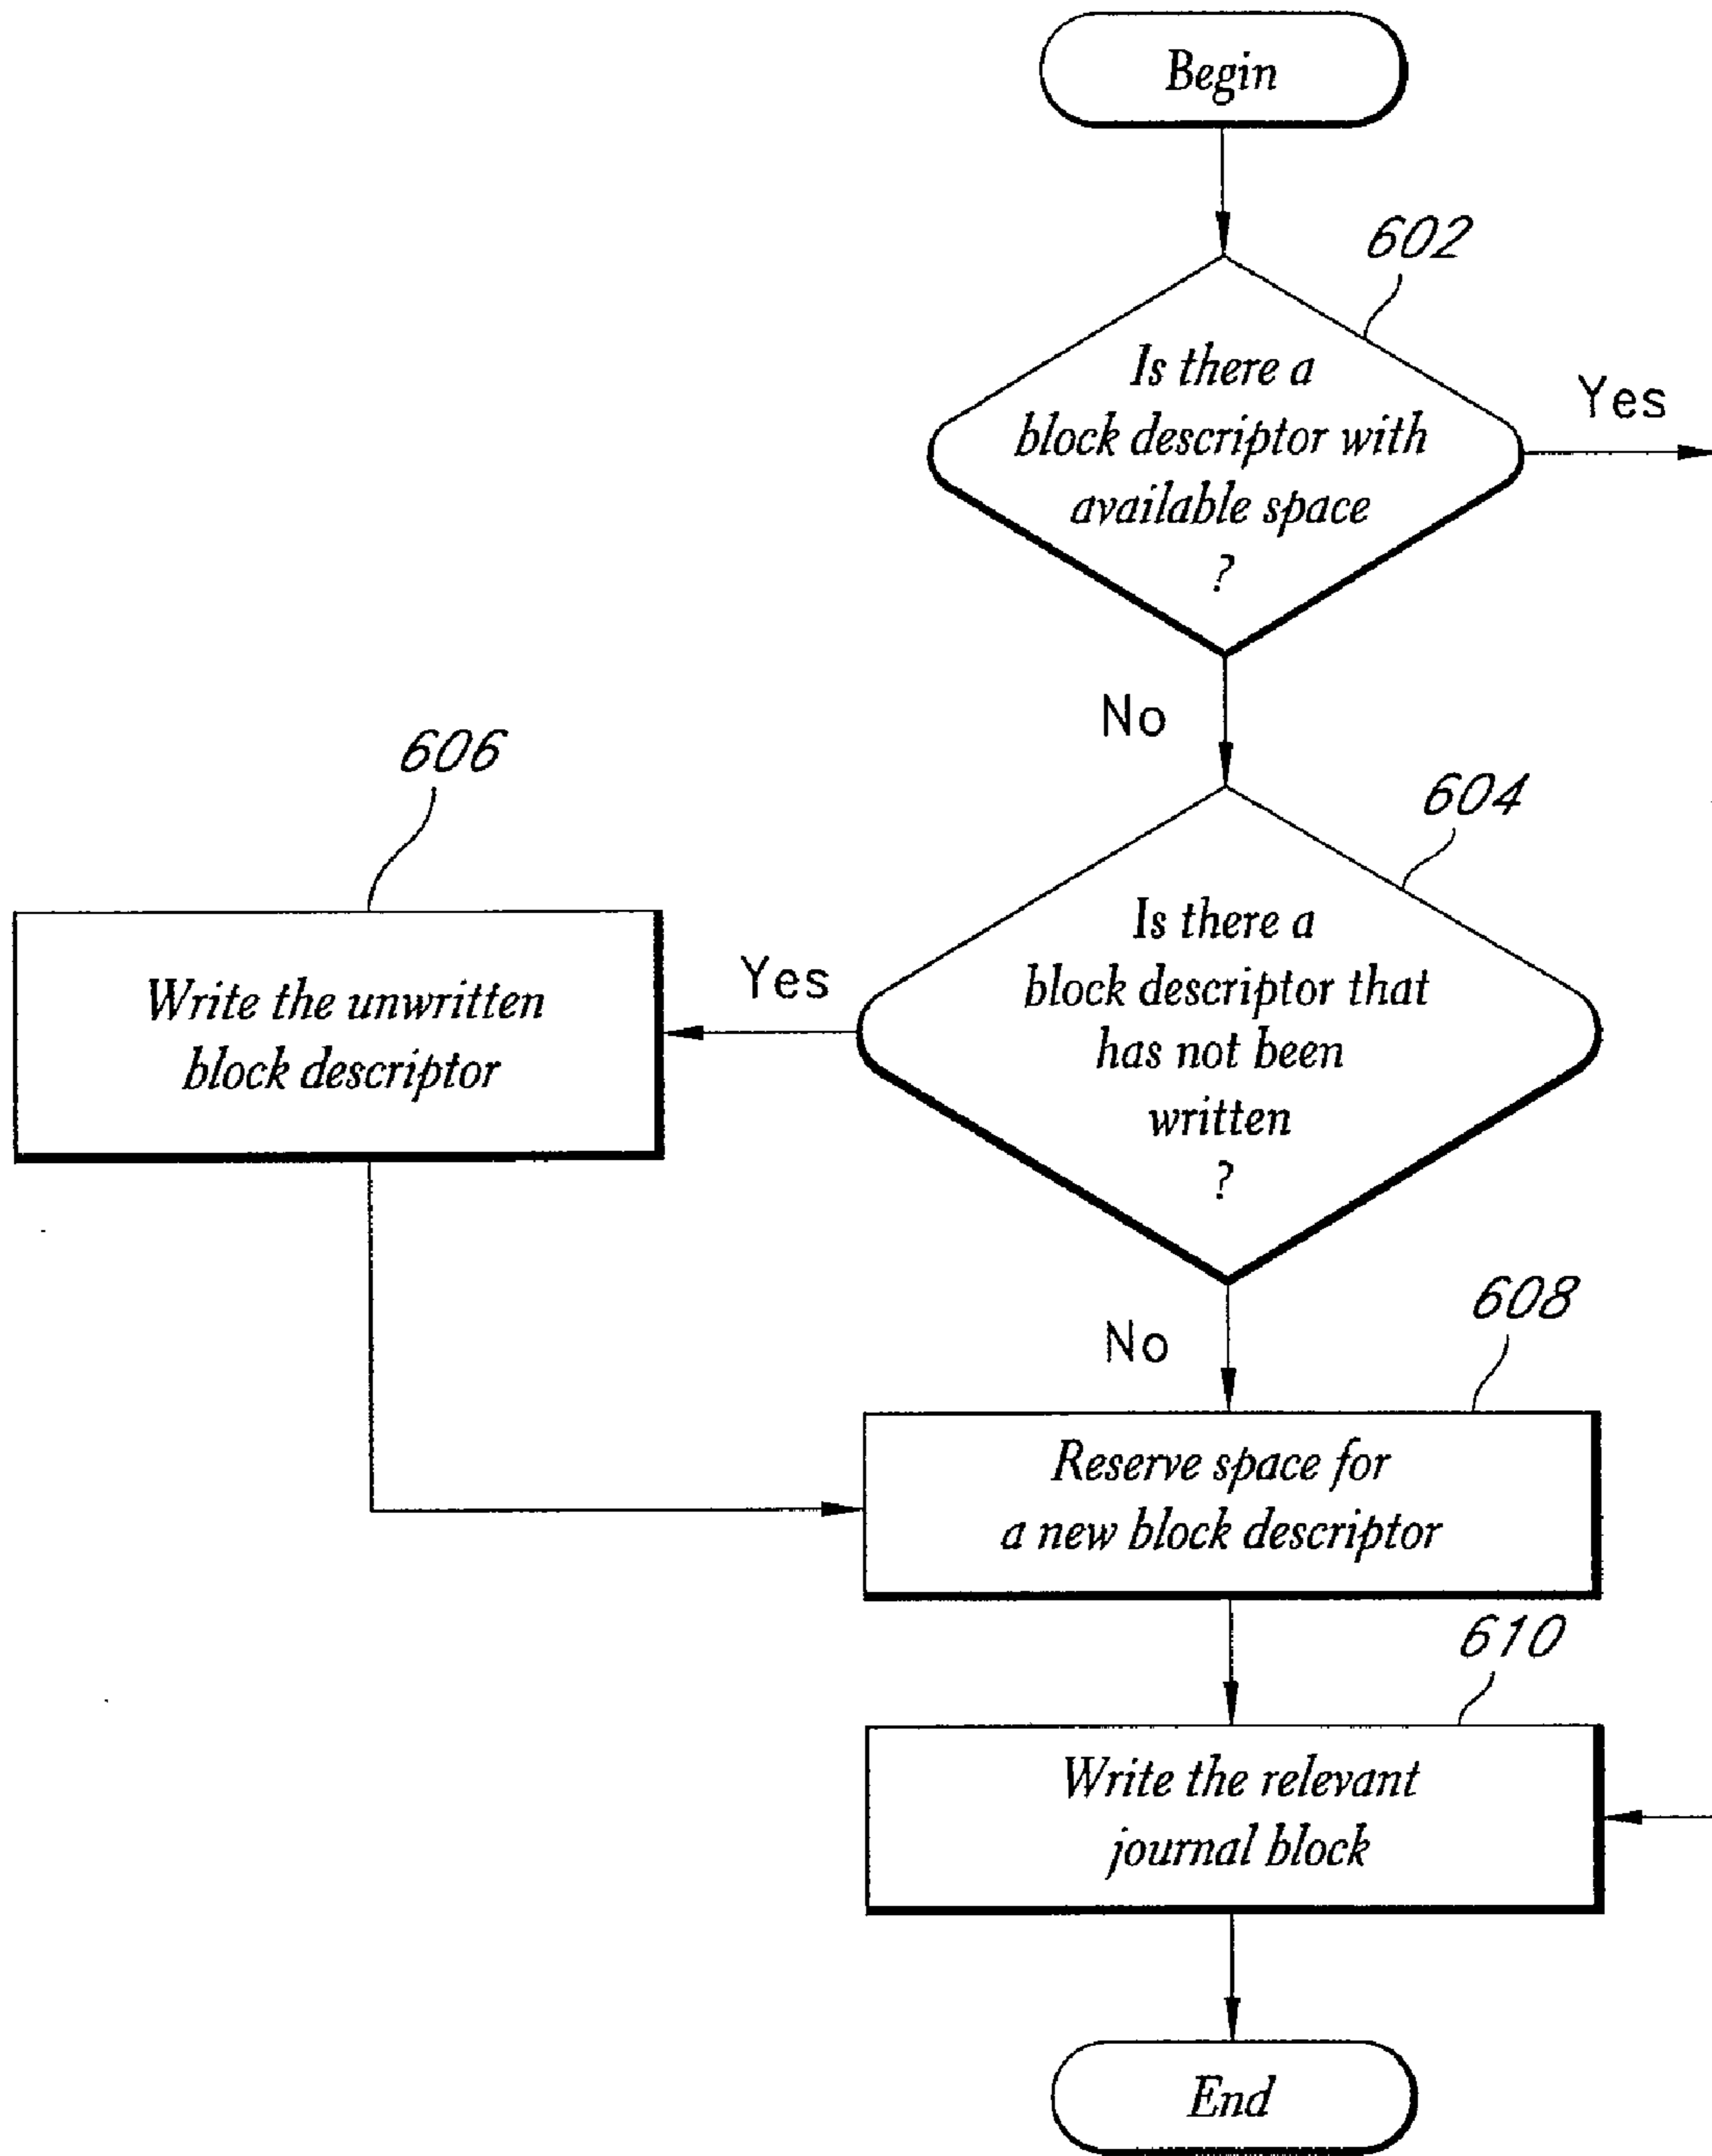 Begin
602
Is there a
block descriptor with
available space
?
Yes
No
604
606
Is there a
block descriptor that
has not been
written
?
Yes
Write the unwritten
block descriptor
No
608
Reserve space for
a new block descriptor
610
Write the relevant
journal block
End